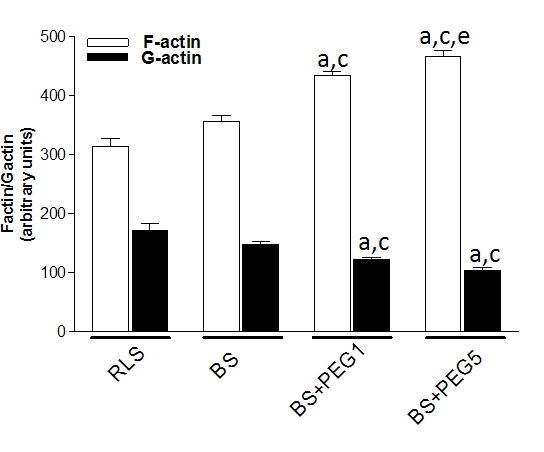 500
400
300
200
100
0
Factin/Gactin
(arbitrary units)
F-actin
G-actin
a,c
a,c,e
a,c
a,c
RLS
BS
BS+PEG1
BS+PEG5